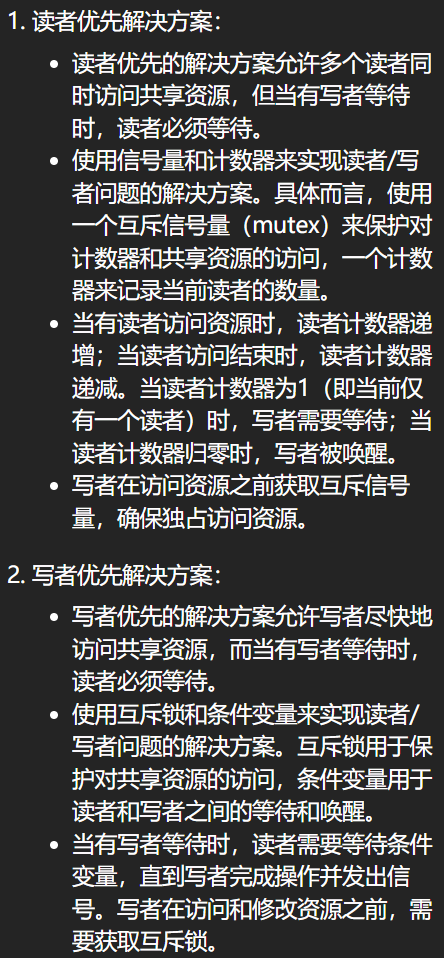 1. 读者优先解决方案：
• 读者优先的解决方案允许多个读者同
时访问共享资源，但当有写者等待
时，读者必须等待。
• 使用信号量和计数器来实现读者/写
者问题的解决方案。具体而言，使用
一个互斥信号量（mutex）来保护对
计数器和共享资源的访问，一个计数
器来记录当前读者的数量。
• 当有读者访问资源时，读者计数器递
增；当读者访问结束时，读者计数器
递减。当读者计数器为1（即当前仅
有一个读者）时，写者需要等待；当
读者计数器归零时，写者被唤醒。
• 写者在访问资源之前获取互斥信号
量，确保独占访问资源。
2. 写者优先解决方案：
• 写者优先的解决方案允许写者尽快地
访问共享资源，而当有写者等待时，
读者必须等待。
• 使用互斥锁和条件变量来实现读者/
写者问题的解决方案。互斥锁用于保
护对共享资源的访问，条件变量用于
读者和写者之间的等待和唤醒。
• 当有写者等待时，读者需要等待条件
变量，直到写者完成操作并发出信
号。写者在访问和修改资源之前，需
要获取互斥锁。